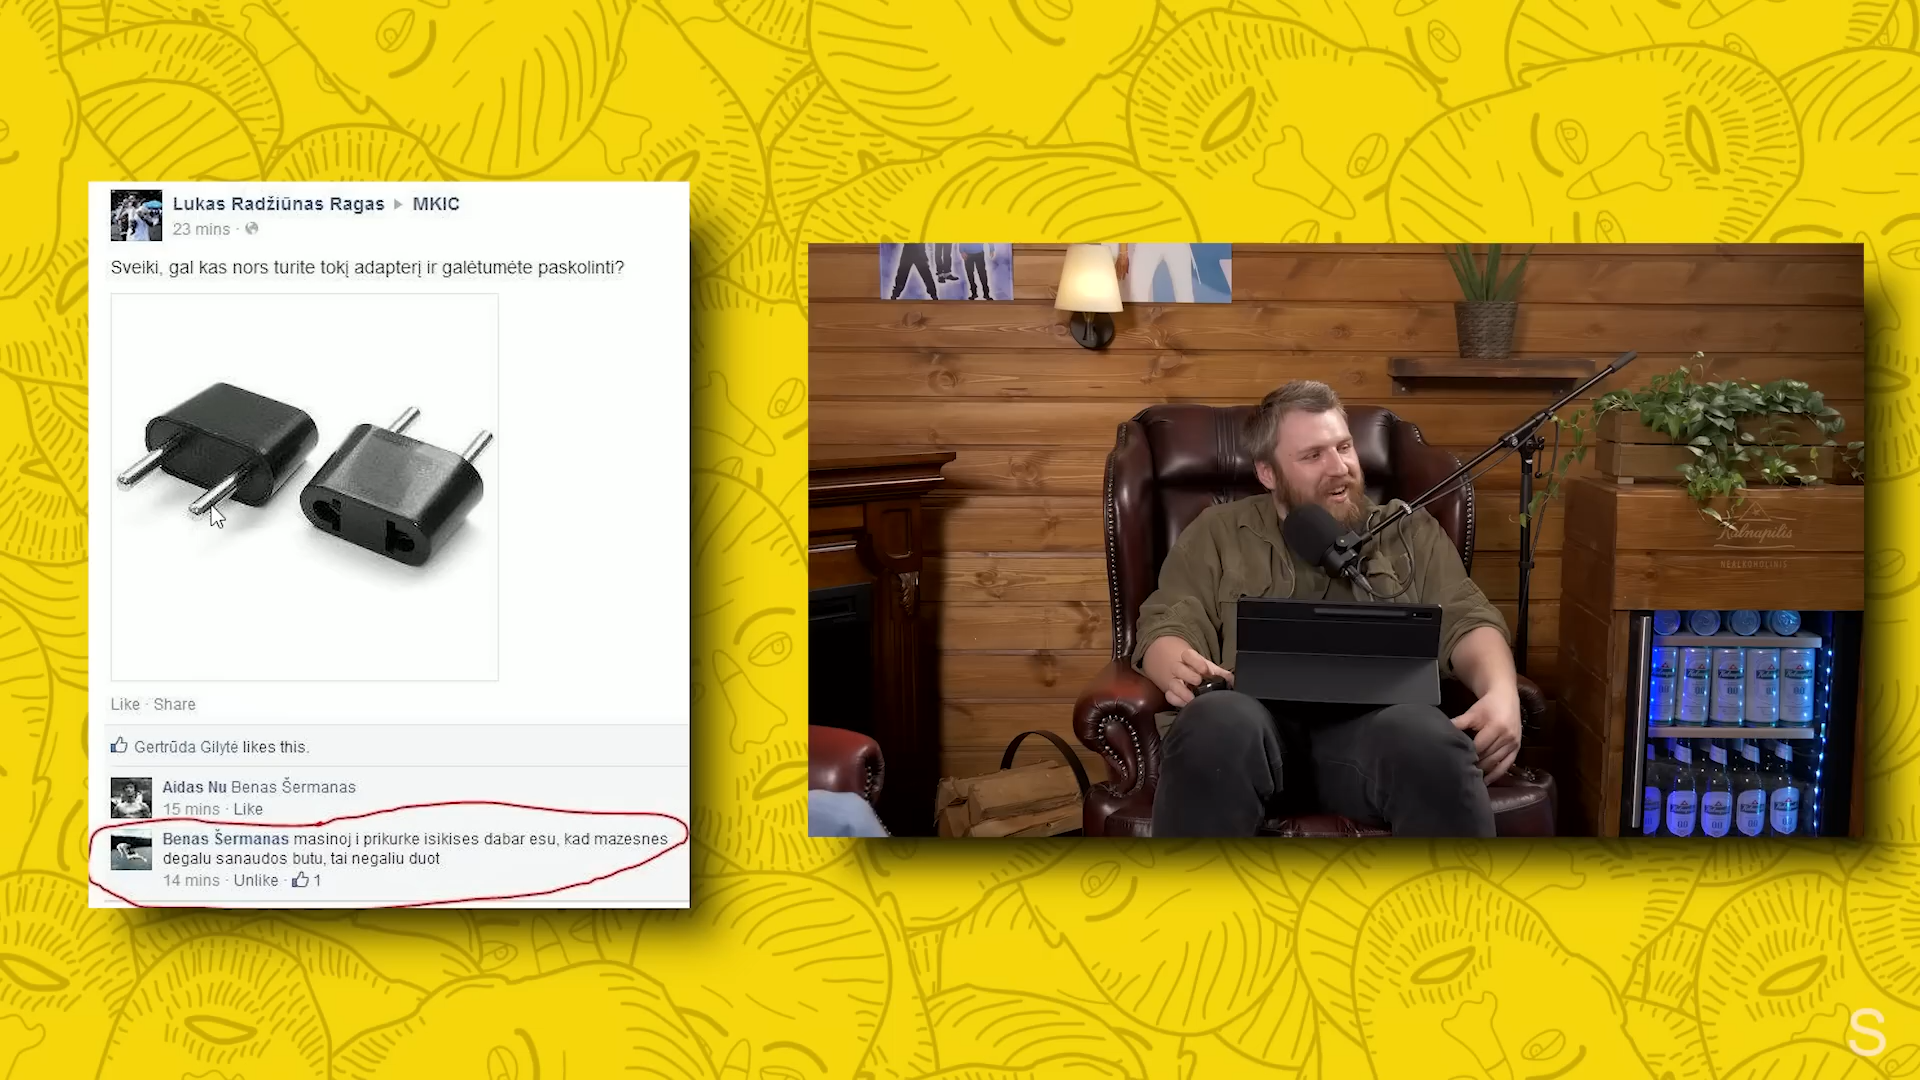 Lukas Radžiūnas Ragas ▸ MKIC
23 mins ·
Sveiki, gal kas nors turite tokį adapterį ir galėtumėte paskolinti?
Like · Share
Gertrūda Gilytė likes this.
Aidas Nu Benas Šermanas
15 mins · Like
Benas Šermanas masinoj i prikurke isikises dabar esu, kad mazesnes
degalu sanaudos butu, tai negaliu duot
14 mins · Unlike · 1
Kalnapilis
NEALKOHOLINIS
S